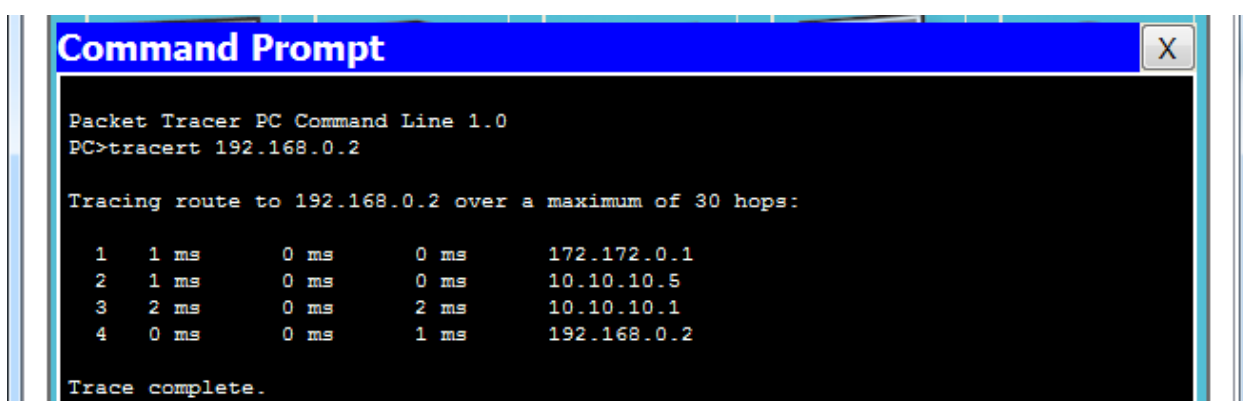 Command Prompt X
Packet Tracer PC Command Line 1.0
PC>tracert 192.168.0.2
Tracing route to 192.168.0.2 over a maximum of 30 hops:
1 1 ms 0 ms 0 ms 172.172.0.1
2 1 ms 0 ms 0 ms 10.10.10.5
3 2 ms 0 ms 2 ms 10.10.10.1
4 0 ms 0 ms 1 ms 192.168.0.2
Trace complete.